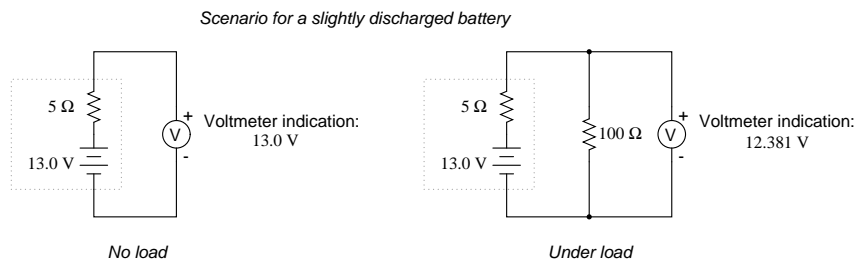 Scenario for a slightly discharged battery
5 Ω
13.0 V
+
V
-
Voltmeter indication:
13.0 V
No load
5 Ω
13.0 V
100 Ω
+
V
-
Voltmeter indication:
12.381 V
Under load